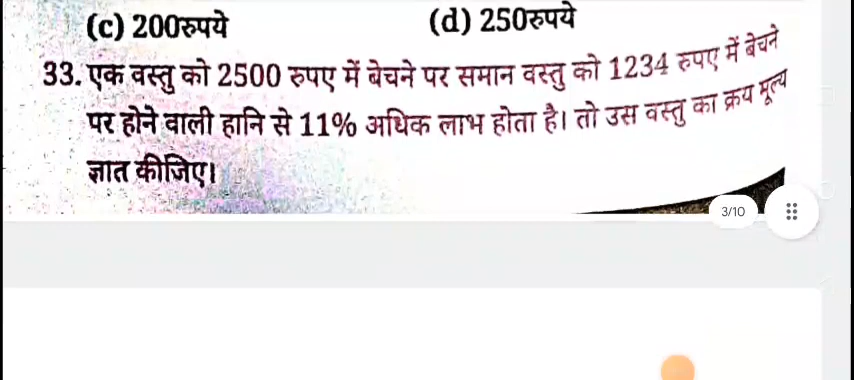 (c) 200रुपये (d) 250रुपये
33. एक वस्तु को 2500 रुपए में बेचने पर समान वस्तु को 1234 रुपए में बेचने
पर होने वाली हानि से 11% अधिक लाभ होता है। तो उस वस्तु का क्रय मूल्य
ज्ञात कीजिए।
3/10